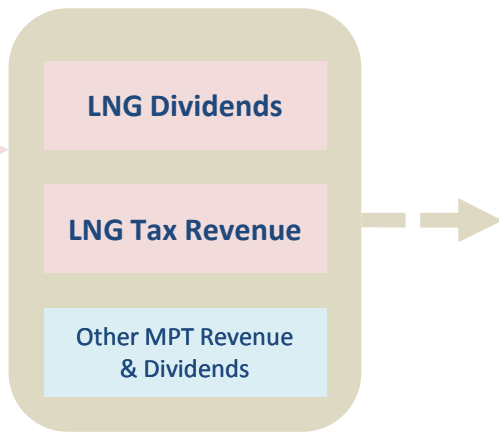 LNG Dividends
LNG Tax Revenue
Other MPT Revenue
& Dividends